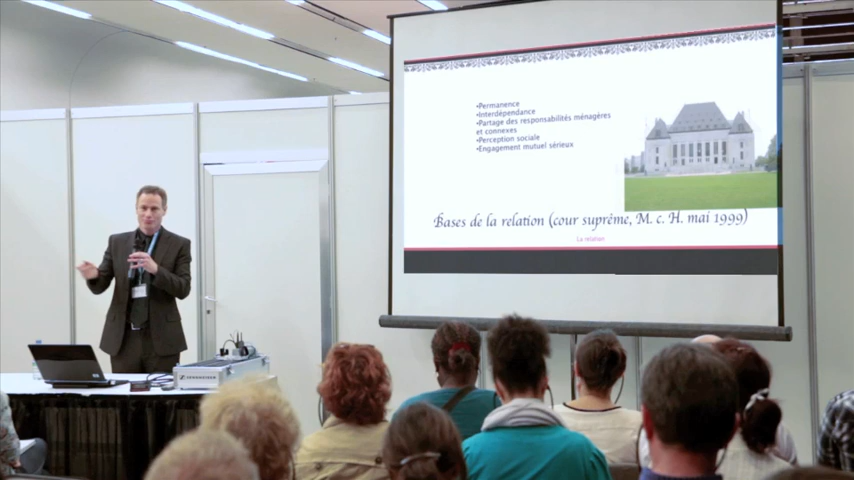 •Permanence
•Interdépendance
•Partage des responsabilités ménagères
et connexes
•Perception sociale
•Engagement mutuel sérieux
Bases de la relation (cour suprême, M. c. H. mai 1999)
La relation
SENNHEISER